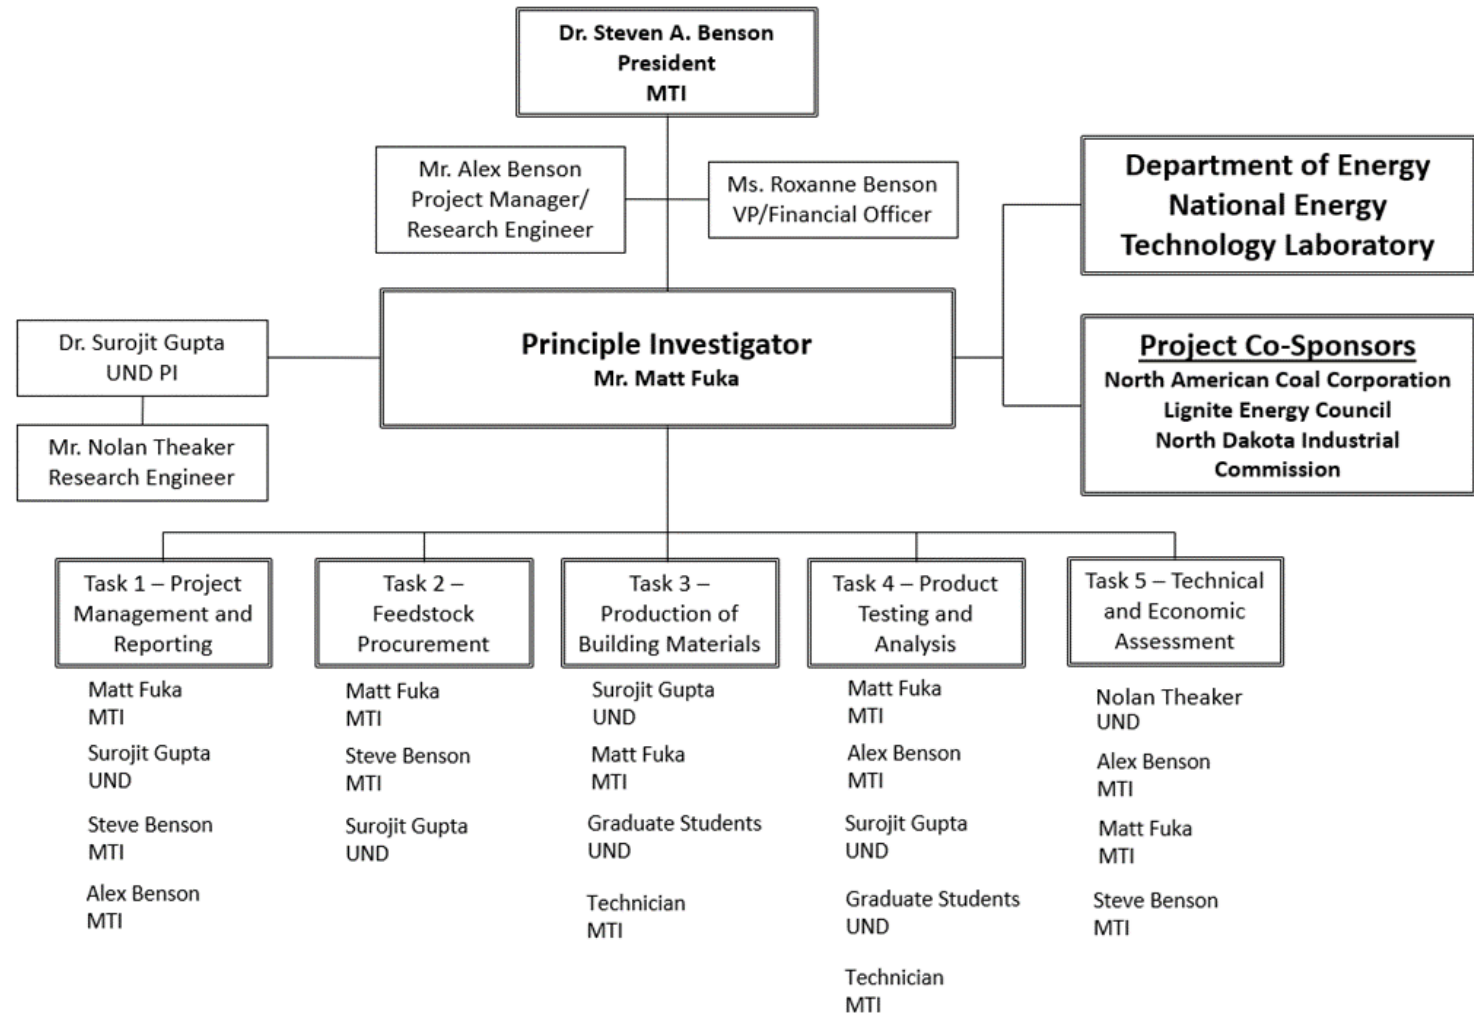 Dr. Steven A. Benson
President
MTI
Mr. Alex Benson
Project Manager/
Research Engineer
Ms. Roxanne Benson
VP/Financial Officer
Department of Energy
National Energy
Technology Laboratory
Principle Investigator
Mr. Matt Fuka
Project Co-Sponsors
North American Coal Corporation
Lignite Energy Council
North Dakota Industrial
Commission
Dr. Surojit Gupta
UND PI
Mr. Nolan Theaker
Research Engineer
Task 1 – Project
Management and
Reporting
Matt Fuka
MTI
Surojit Gupta
UND
Steve Benson
MTI
Alex Benson
MTI
Task 2 –
Feedstock
Procurement
Matt Fuka
MTI
Steve Benson
MTI
Surojit Gupta
UND
Task 3 –
Production of
Building Materials
Surojit Gupta
UND
Matt Fuka
MTI
Graduate Students
UND
Technician
MTI
Task 4 – Product
Testing and
Analysis
Matt Fuka
MTI
Alex Benson
MTI
Surojit Gupta
UND
Graduate Students
UND
Technician
MTI
Task 5 – Technical
and Economic
Assessment
Nolan Theaker
UND
Alex Benson
MTI
Matt Fuka
MTI
Steve Benson
MTI